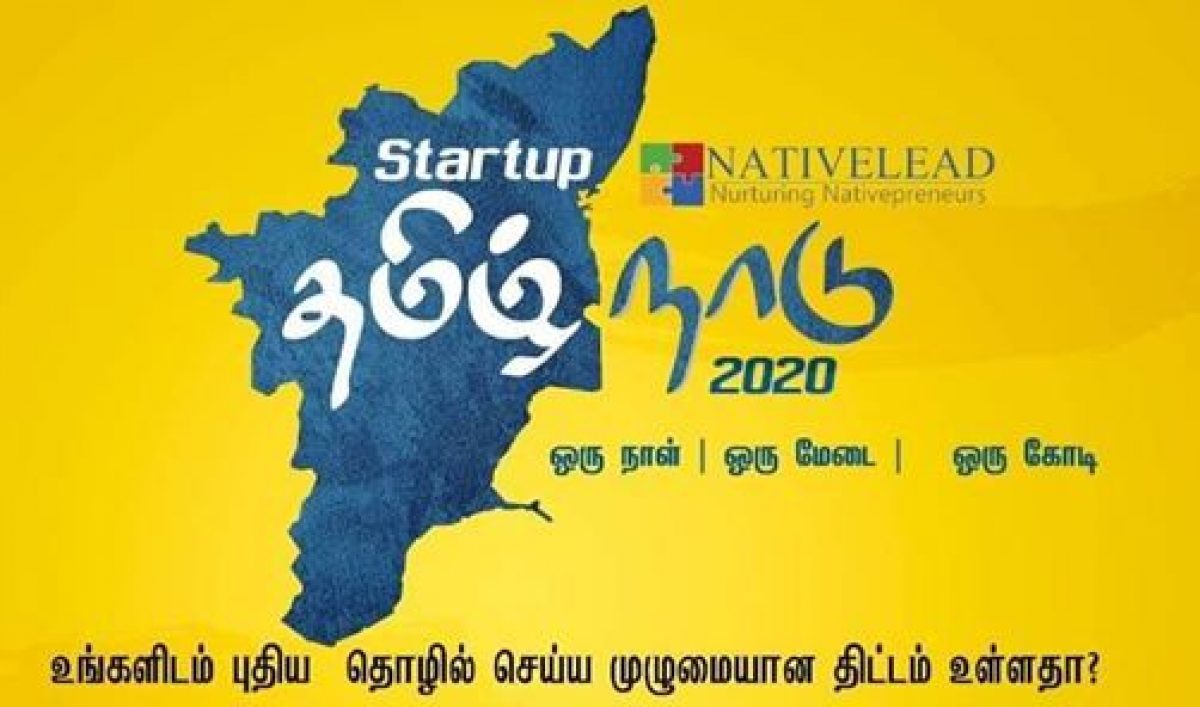 Startup
NATIVELEAD
Nurturing Nativepreneurs
தமிழ் நாடு
2020
ஒரு நாள் | ஒரு மேடை | ஒரு கோடி
உங்களிடம் புதிய தொழில் செய்ய முழுமையான திட்டம் உள்ளதா?